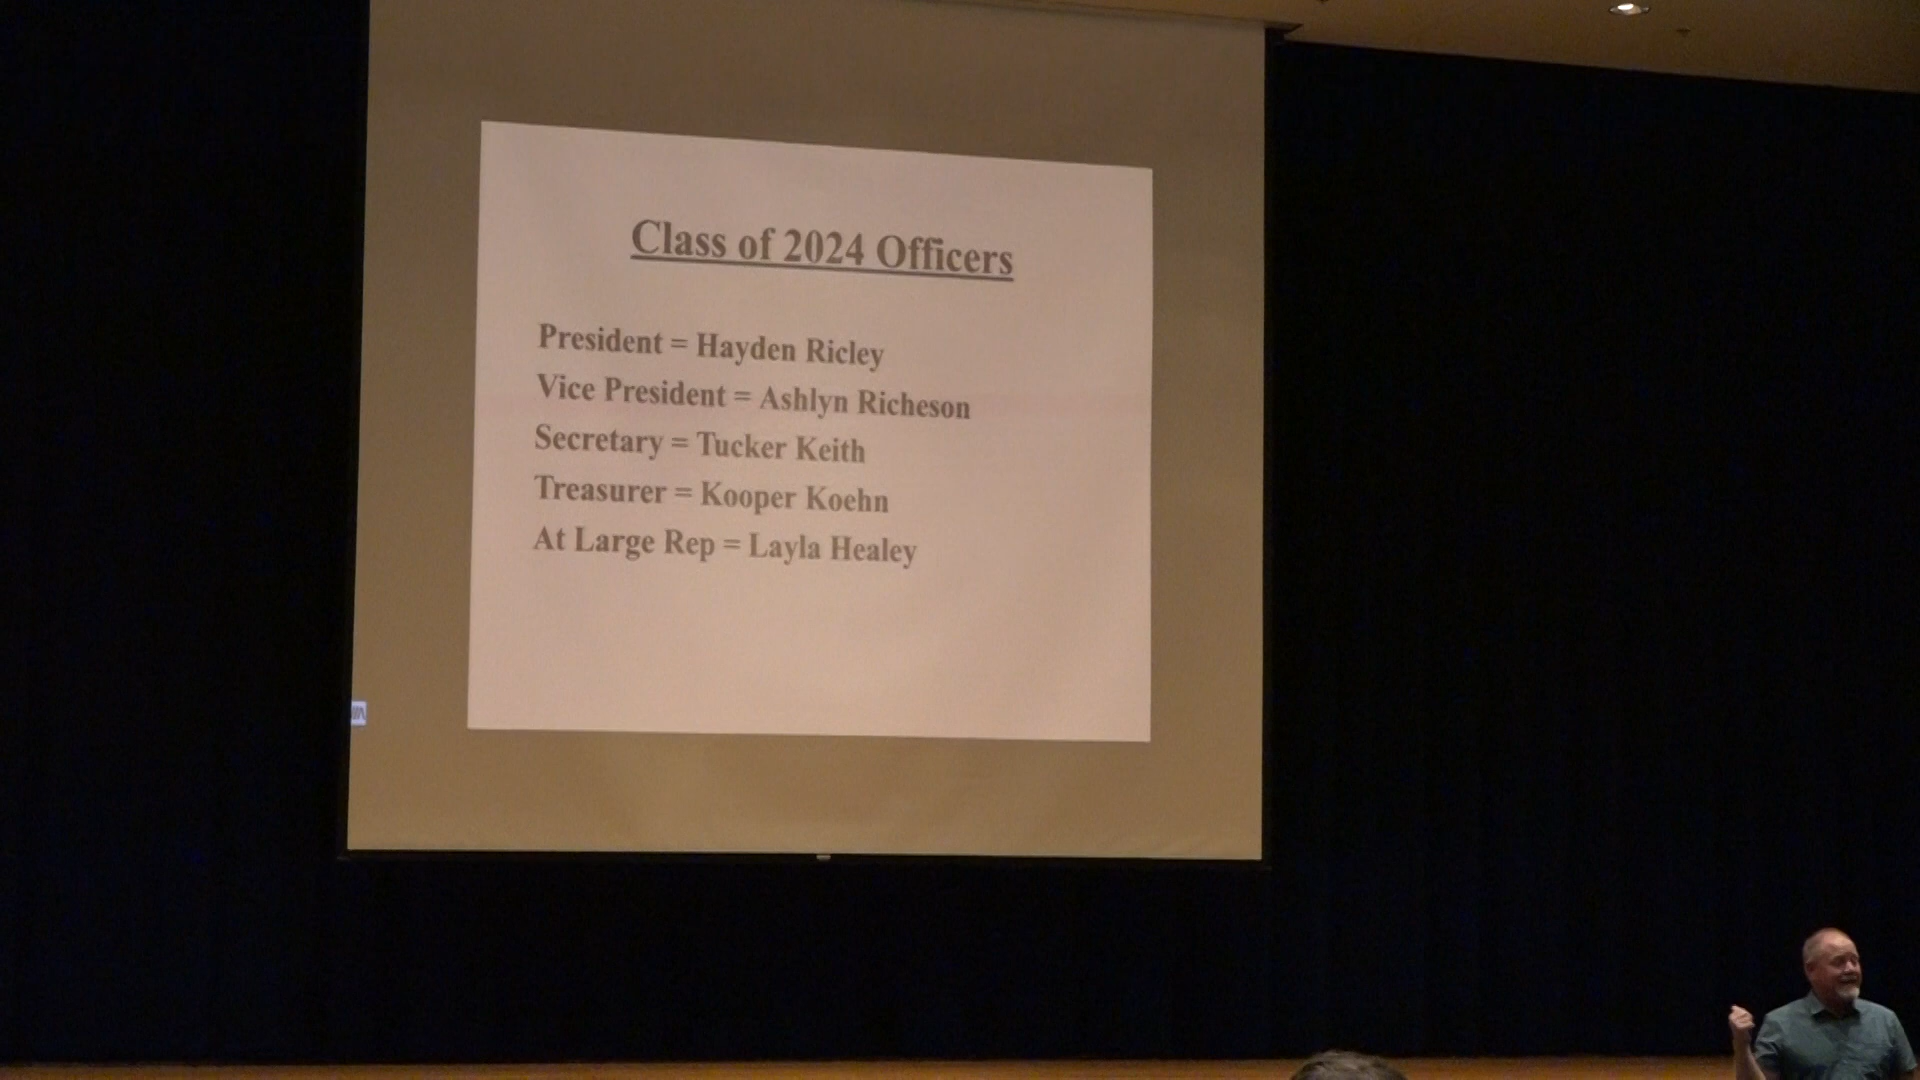 Class of 2024 Officers
President = Hayden Ricley
Vice President = Ashlyn Richeson
Secretary = Tucker Keith
Treasurer = Kooper Koehn
At Large Rep = Layla Healey